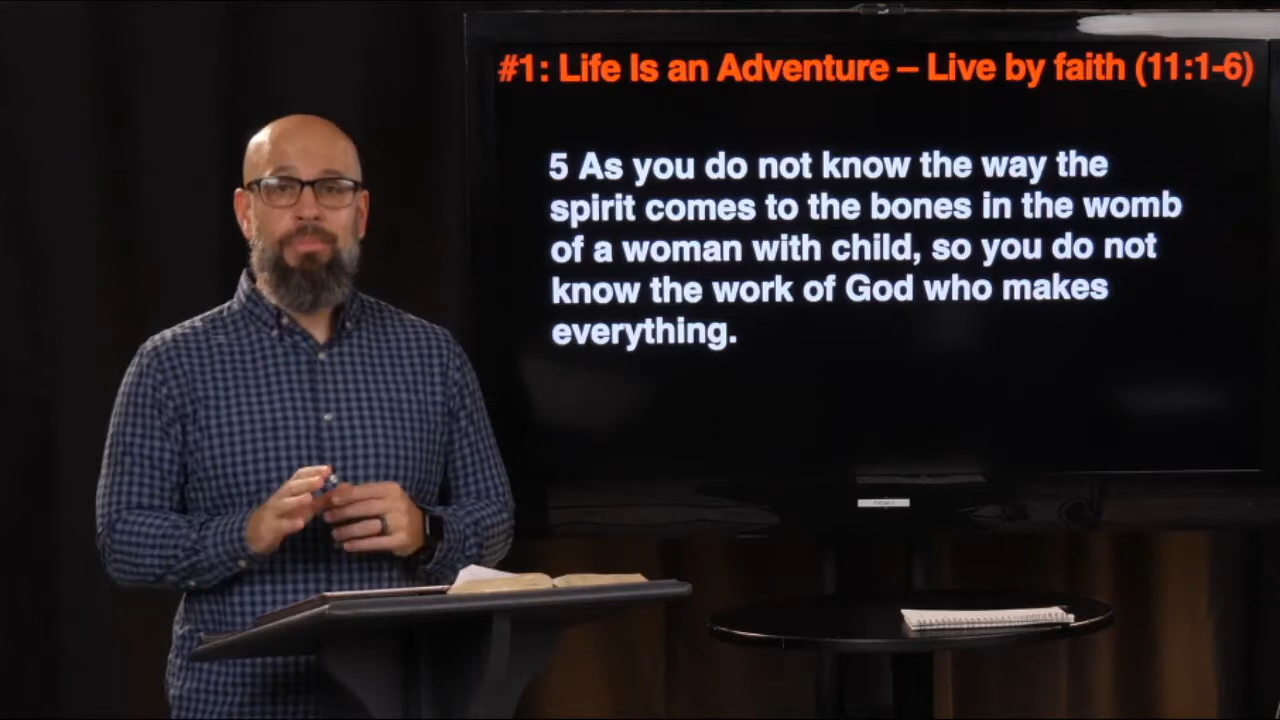 #1: Life Is an Adventure – Live by faith (11:1-6)
5 As you do not know the way the
spirit comes to the bones in the womb
of a woman with child, so you do not
know the work of God who makes
everything.